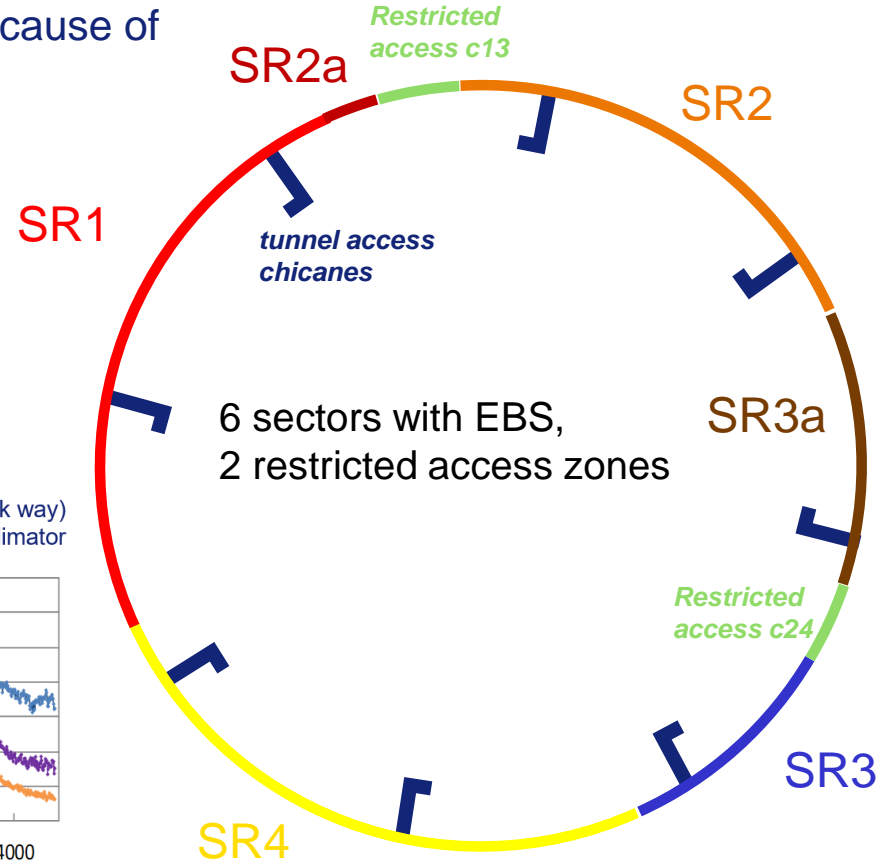 cause of
Restricted
access c13
SR2a
SR2
SR1
tunnel access
chicanes
6 sectors with EBS,
2 restricted access zones
SR3a
k way)
limator
Restricted
access c24
SR3
SR4
4000